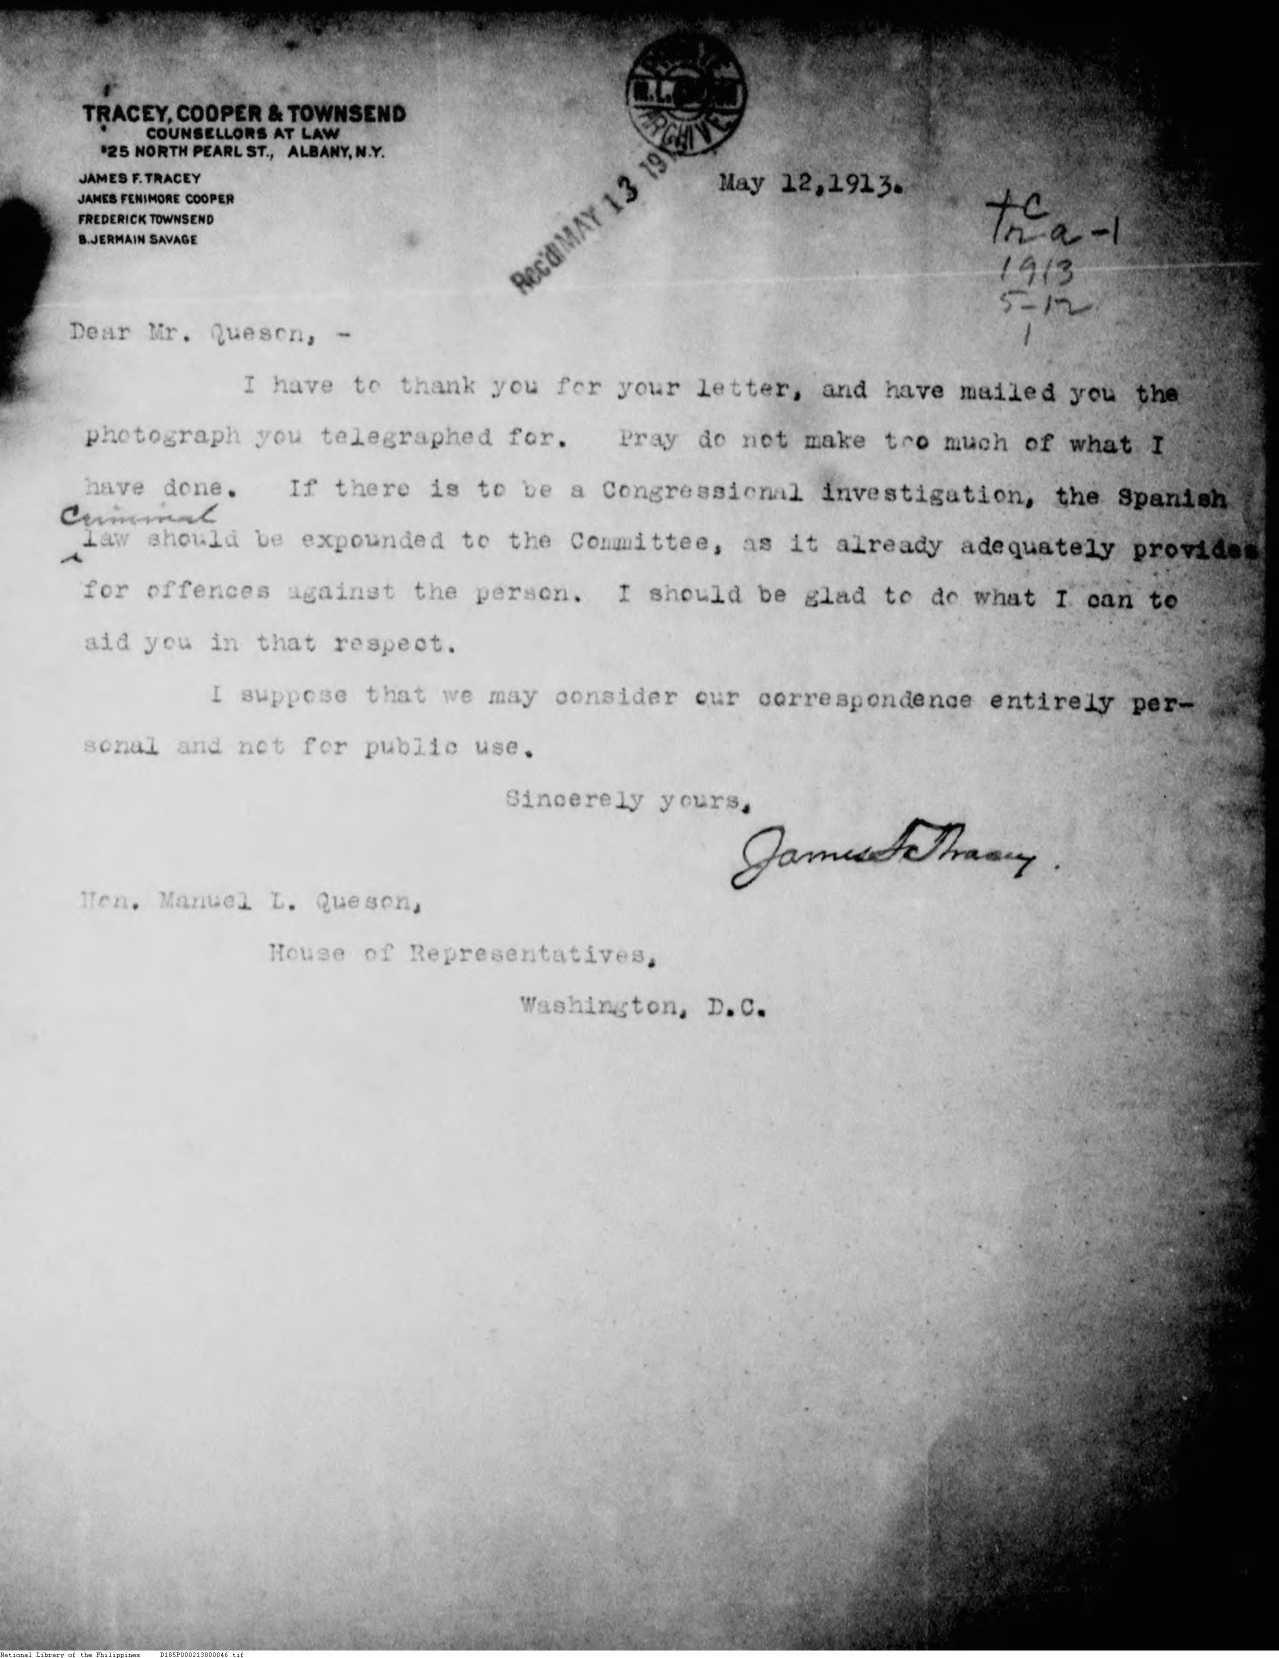 TRACEY, COOPER & TOWNSEND
COUNSELLORS AT LAW
25 NORTH PEARL ST., ALBANY, N.Y.
JAMES F. TRACEY
JAMES FENIMORE COOPER
FREDERICK TOWNSEND
B. JERMAIN SAVAGE
ARCHIVE
Rec'd MAY 13 19
May 12, 1913.
1913
5-12
1
Dear Mr. Queson, -
I have to thank you for your letter, and have mailed you the
photograph you telegraphed for. Pray do not make too much of what I
have done. If there is to be a Congressional investigation, the Spanish
Criminal
law should be expounded to the Committee, as it already adequately provides
for offences against the person. I should be glad to do what I can to
aid you in that respect.
I suppose that we may consider our correspondence entirely per-
sonal and not for public use.
Sincerely yours,
James F. Tracey.
Hon. Manuel L. Queson,
House of Representatives,
Washington, D.C.
National Library of the Philippines D185P000213800046.tif